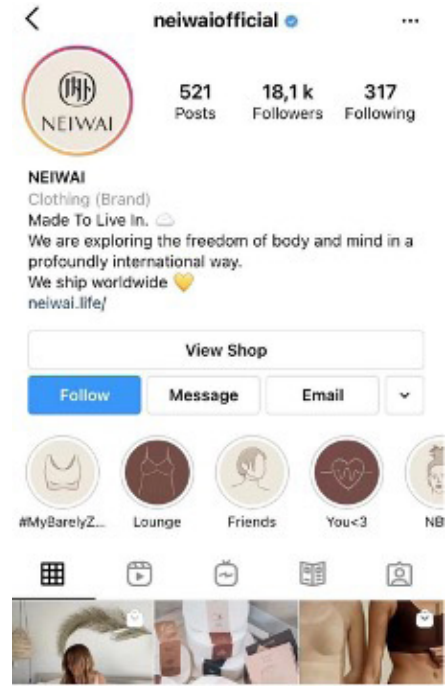 neiwaiofficial
NEIWAI
521 18,1 k 317
Posts Followers Following
NEIWAI
Clothing (Brand)
Made To Live In. ☁️
We are exploring the freedom of body and mind in a
profoundly international way.
We ship worldwide 💛
neiwai.life/
View Shop
Follow Message Email
#MyBarelyZ... Lounge Friends You<3 NB